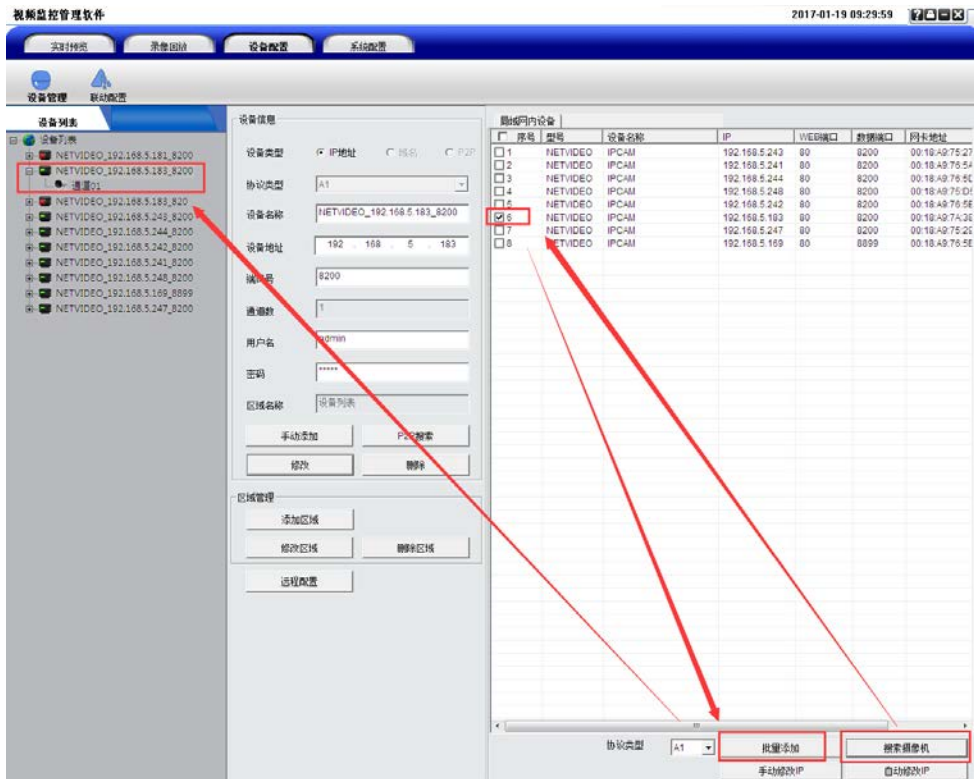 视频监控管理软件
2017-01-19 09:29:59
实时预览 录像回放 设备配置 系统配置
设备管理 联动配置
设备列表
设备列表
NETVIDEO_192.168.5.181_8200
NETVIDEO_192.168.5.183_8200
通道01
NETVIDEO_192.168.5.183_820
NETVIDEO_192.168.5.243_8200
NETVIDEO_192.168.5.244_8200
NETVIDEO_192.168.5.242_8200
NETVIDEO_192.168.5.241_8200
NETVIDEO_192.168.5.248_8200
NETVIDEO_192.168.5.169_8899
NETVIDEO_192.168.5.247_8200
设备信息
设备类型 IP地址 域名 P2P
协议类型 A1
设备名称 NETVIDEO_192.168.5.183_8200
设备地址 192 . 168 . 5 . 183
端口号 8200
通道数 1
用户名 admin
密码 *****
区域名称 设备列表
手动添加 P2P搜索
修改 删除
区域管理
添加区域
修改区域 删除区域
远程配置
局域网内设备
序号 型号 设备名称 IP WEB端口 数据端口 网卡地址
1 NETVIDEO IPCAM 192.168.5.243 80 8200 00:18:A9:75:27
2 NETVIDEO IPCAM 192.168.5.241 80 8200 00:18:A9:76:5A
3 NETVIDEO IPCAM 192.168.5.244 80 8200
4 NETVIDEO IPCAM 192.168.5.248 80 8200
5 NETVIDEO IPCAM 192.168.5.242 80 8200
6 NETVIDEO IPCAM 192.168.5.183 80 8200
7 NETVIDEO IPCAM 192.168.5.247 80 8200
8 NETVIDEO IPCAM 192.168.5.169 80 8899
协议类型 A1 批量添加 搜索摄像机
手动修改IP 自动修改IP